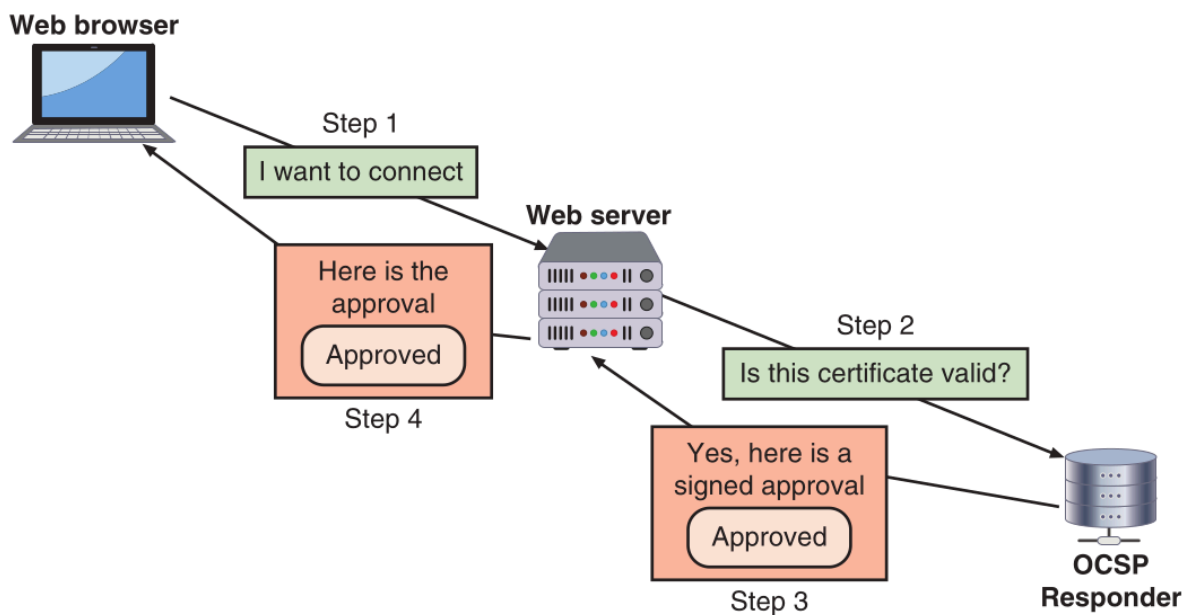 Web browser
Step 1
I want to connect
Web server
Here is the
approval
Approved
Step 4
Step 2
Is this certificate valid?
Yes, here is a
signed approval
Approved
Step 3
OCSP
Responder